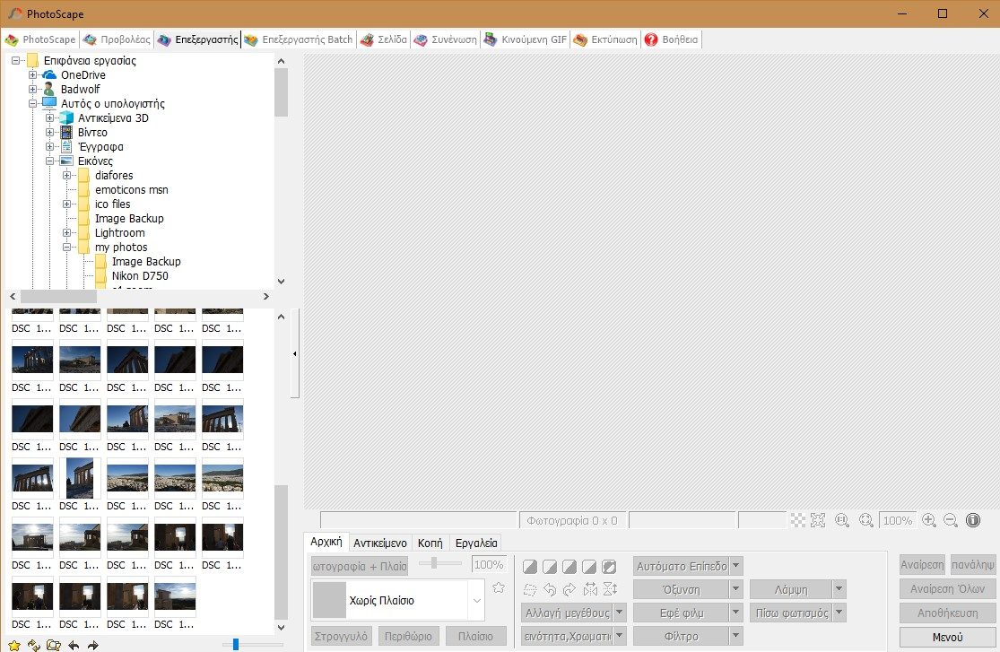 PhotoScape
PhotoScape Προβολέας Επεξεργαστής Επεξεργαστής Batch Σελίδα Συνένωση Κινούμενη GIF Εκτύπωση Βοήθεια
Επιφάνεια εργασίας
OneDrive
Badwolf
Αυτός ο υπολογιστής
Αντικείμενα 3D
Βίντεο
Έγγραφα
Εικόνες
diafores
emoticons msn
ico files
Image Backup
Lightroom
my photos
Image Backup
Nikon D750
DSC 1... DSC 1... DSC 1... DSC 1... DSC 1...
DSC 1... DSC 1... DSC 1... DSC 1... DSC 1...
DSC 1... DSC 1... DSC 1... DSC 1... DSC 1...
DSC 1... DSC 1... DSC 1... DSC 1... DSC 1...
DSC 1... DSC 1... DSC 1... DSC 1... DSC 1...
DSC 1... DSC 1... DSC 1... DSC 1...
Φωτογραφία 0 x 0 100%
Αρχική Αντικείμενο Κοπή Εργαλεία
ωτογραφία + Πλαίσ 100% Αυτόματο Επίπεδο Αναίρεση πανάληψ
Χωρίς Πλαίσιο Όξυνση Λάμψη Αναίρεση Όλων
Αλλαγή μεγέθους Εφέ φιλμ Πίσω φωτισμός Αποθήκευση
Στρογγυλό Περιθώριο Πλαίσιο εινότητα,Χρωματι Φίλτρο Μενού